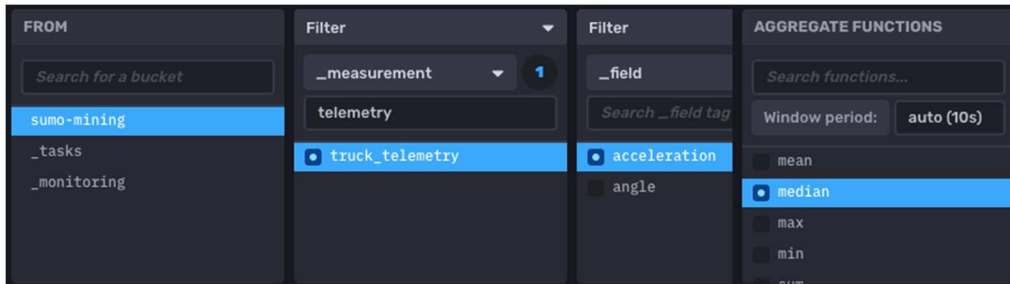 FROM
Search for a bucket
sumo-mining
_tasks
_monitoring
Filter
_measurement 1
telemetry
truck_telemetry
Filter
_field
Search _field tag
acceleration
angle
AGGREGATE FUNCTIONS
Search functions...
Window period: auto (10s)
mean
median
max
min